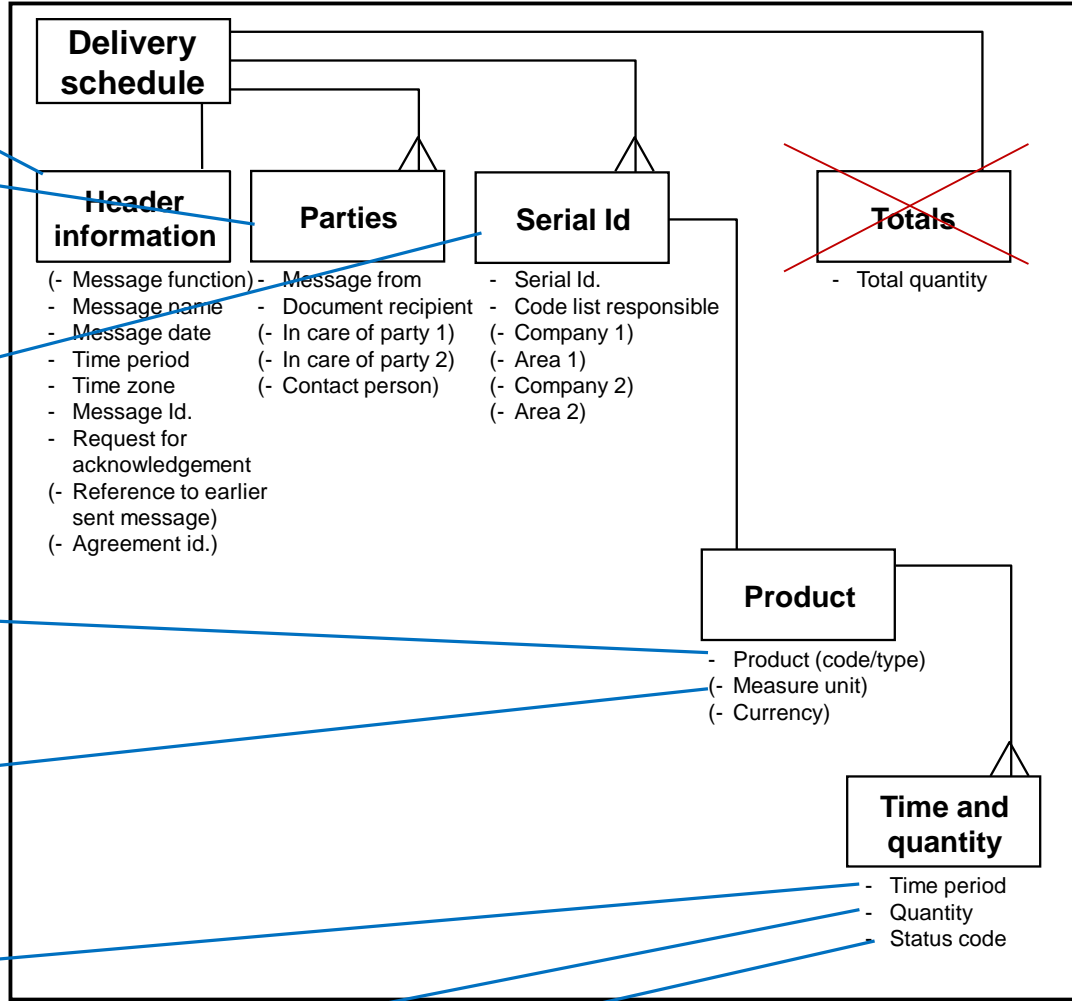 Delivery
schedule
Header
information
(- Message function)
- Message name
- Message date
- Time period
- Time zone
- Message Id.
- Request for
acknowledgement
(- Reference to earlier
sent message)
(- Agreement id.)
Parties
- Message from
- Document recipient
(- In care of party 1)
(- In care of party 2)
(- Contact person)
Serial Id
- Serial Id.
- Code list responsible
(- Company 1)
(- Area 1)
(- Company 2)
(- Area 2)
Totals
- Total quantity
Product
- Product (code/type)
(- Measure unit)
(- Currency)
Time and
quantity
- Time period
- Quantity
- Status code